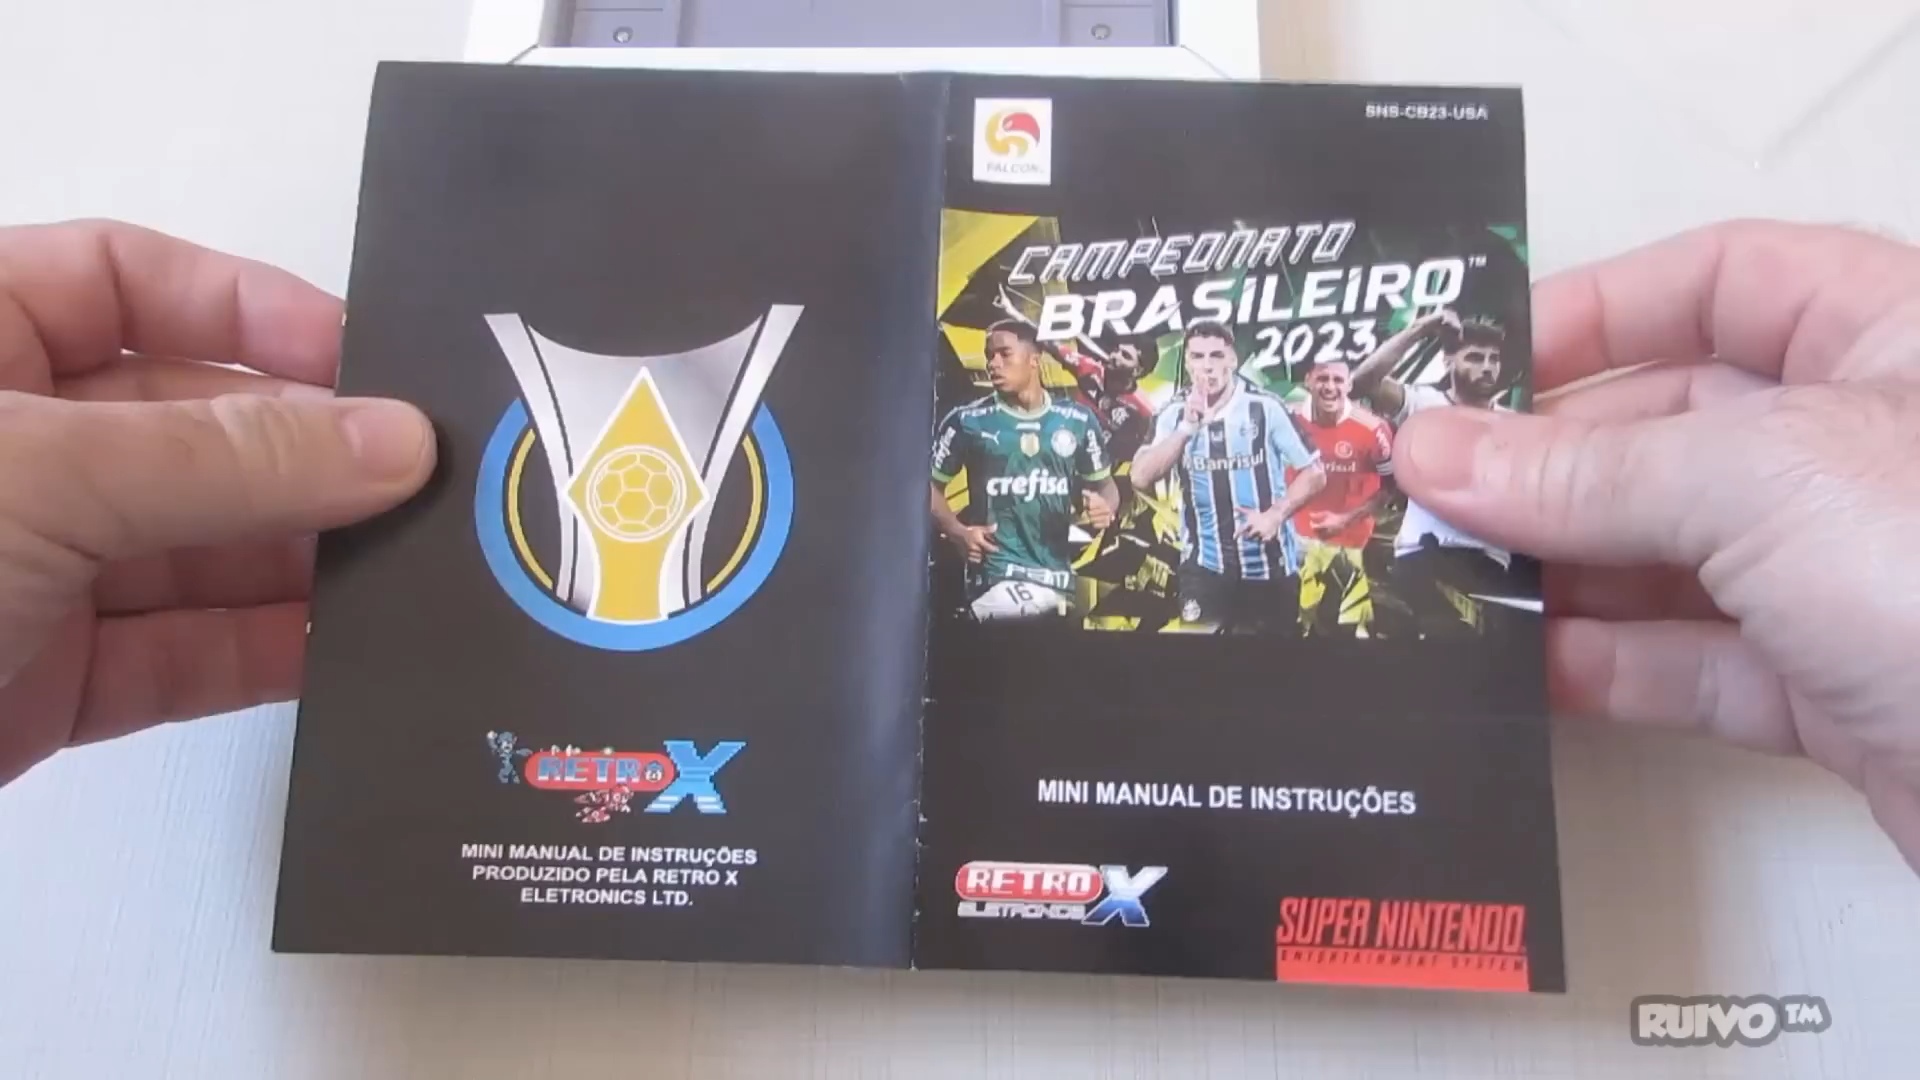 RETRO X
MINI MANUAL DE INSTRUÇÕES
PRODUZIDO PELA RETRO X
ELETRONICS LTD.
FALCON
SNS-CB23-USA
CAMPEONATO
BRASILEIRO™
2023
crefisa
16
Banrisul
MINI MANUAL DE INSTRUÇÕES
RETRO X
ELETRONICS
SUPER NINTENDO
ENTERTAINMENT SYSTEM
RUIVO™